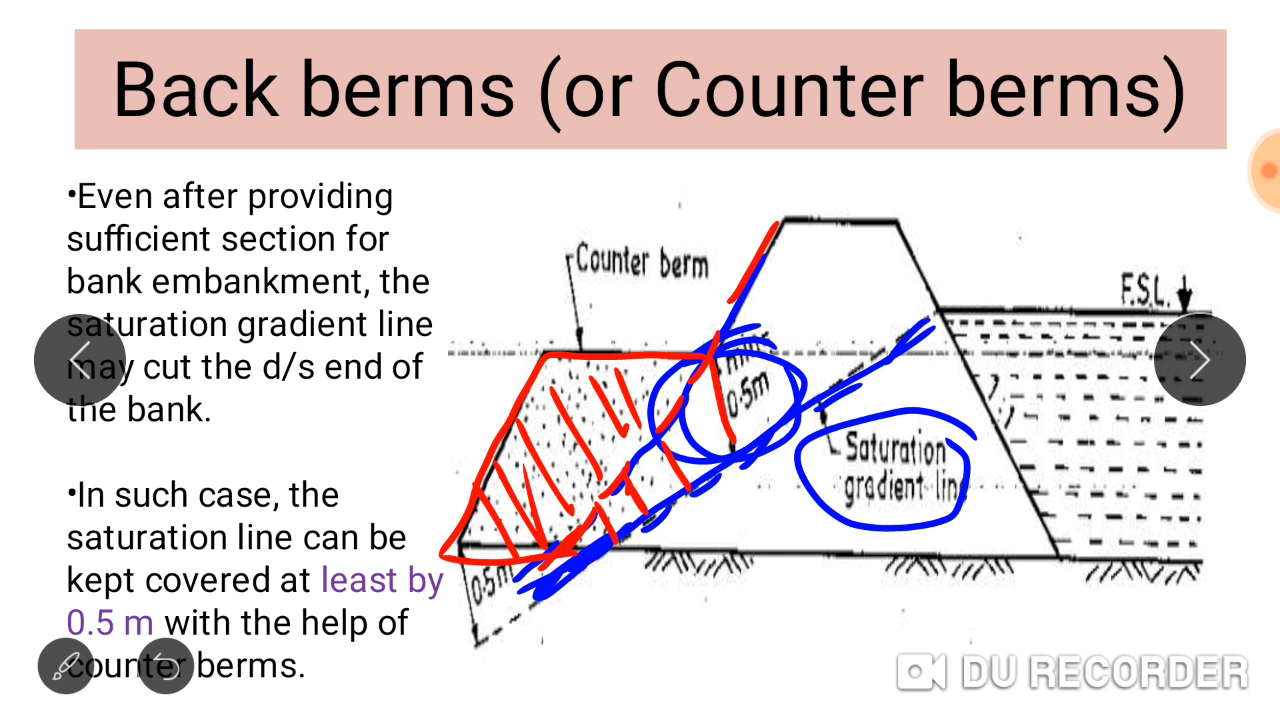 Back berms (or Counter berms)
•Even after providing
sufficient section for
bank embankment, the
saturation gradient line
may cut the d/s end of
the bank.
•In such case, the
saturation line can be
kept covered at least by
0.5 m with the help of
counter berms.
Counter berm
F.S.L.
0.5m
Saturation
gradient line
0.5m
DU RECORDER